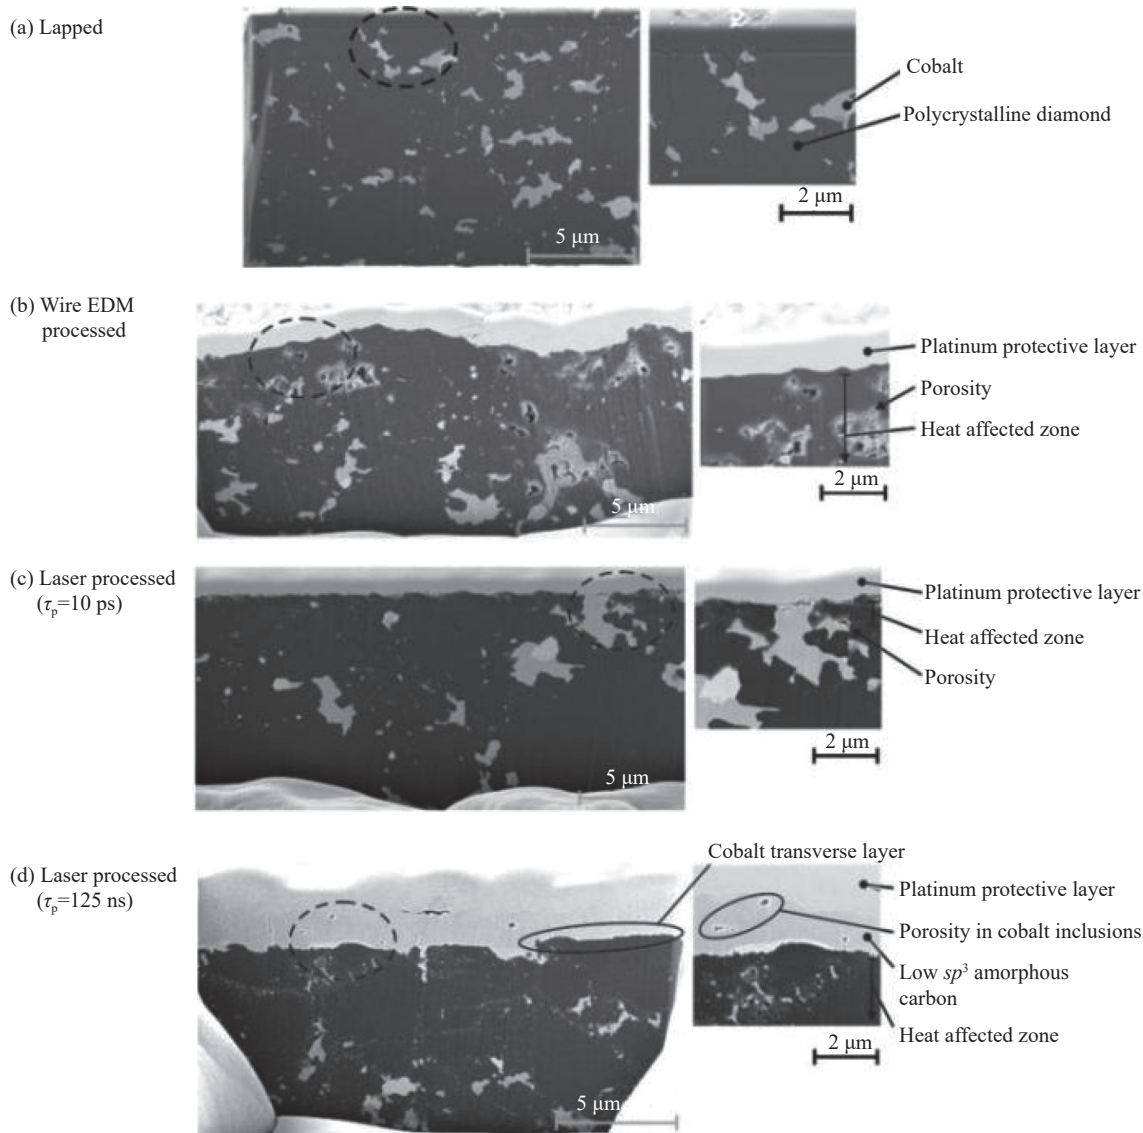 (a) Lapped
Cobalt
Polycrystalline diamond
2 μm
5 μm
(b) Wire EDM
processed
Platinum protective layer
Porosity
Heat affected zone
2 μm
5 μm
(c) Laser processed
(τp=10 ps)
Platinum protective layer
Heat affected zone
Porosity
2 μm
5 μm
Cobalt transverse layer
(d) Laser processed
(τp=125 ns)
Platinum protective layer
Porosity in cobalt inclusions
Low sp³ amorphous
carbon
Heat affected zone
2 μm
5 μm